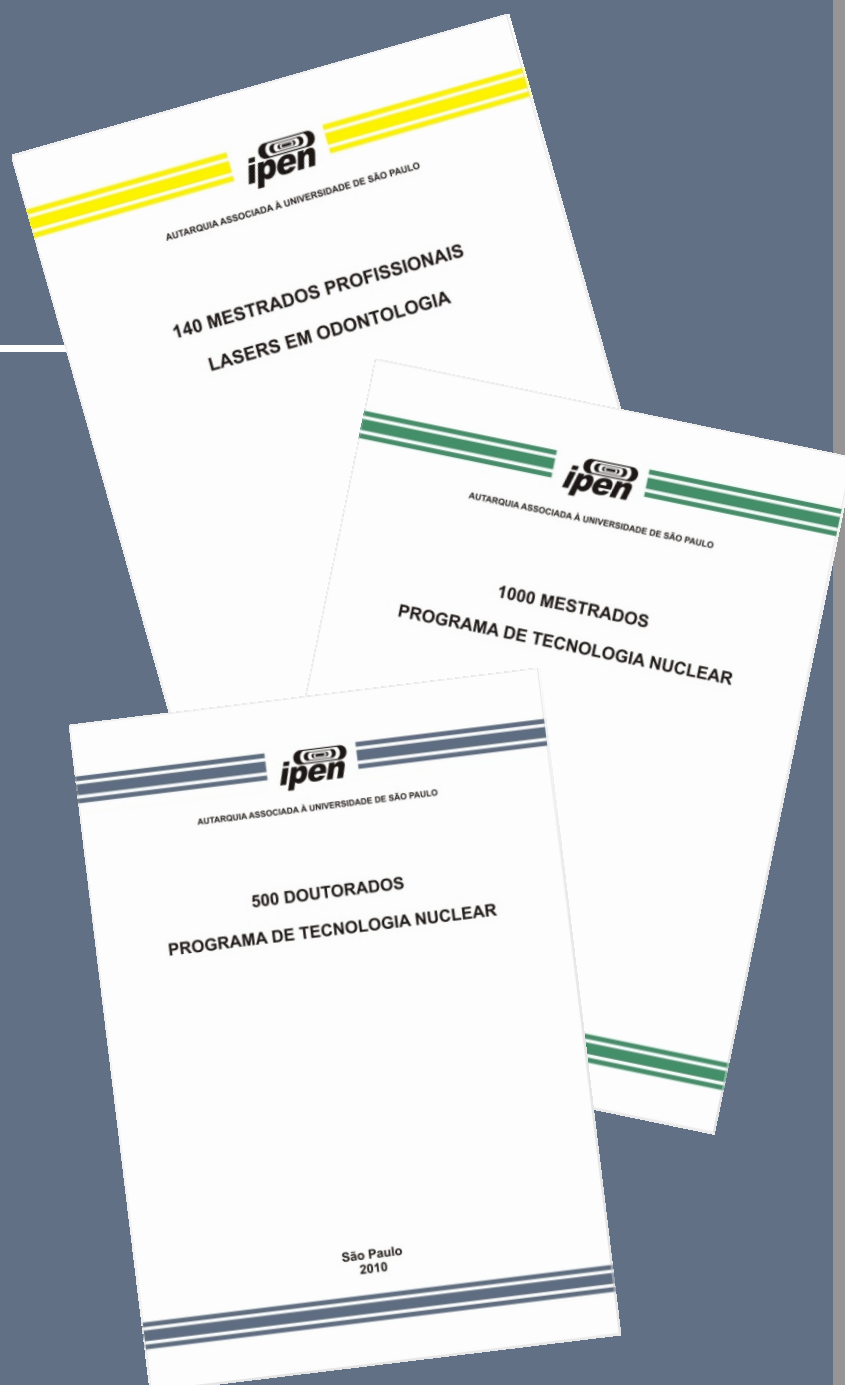 ipen
AUTARQUIA ASSOCIADA À UNIVERSIDADE DE SÃO PAULO
140 MESTRADOS PROFISSIONAIS
LASERS EM ODONTOLOGIA
ipen
AUTARQUIA ASSOCIADA À UNIVERSIDADE DE SÃO PAULO
1000 MESTRADOS
PROGRAMA DE TECNOLOGIA NUCLEAR
ipen
AUTARQUIA ASSOCIADA À UNIVERSIDADE DE SÃO PAULO
500 DOUTORADOS
PROGRAMA DE TECNOLOGIA NUCLEAR
São Paulo
2010